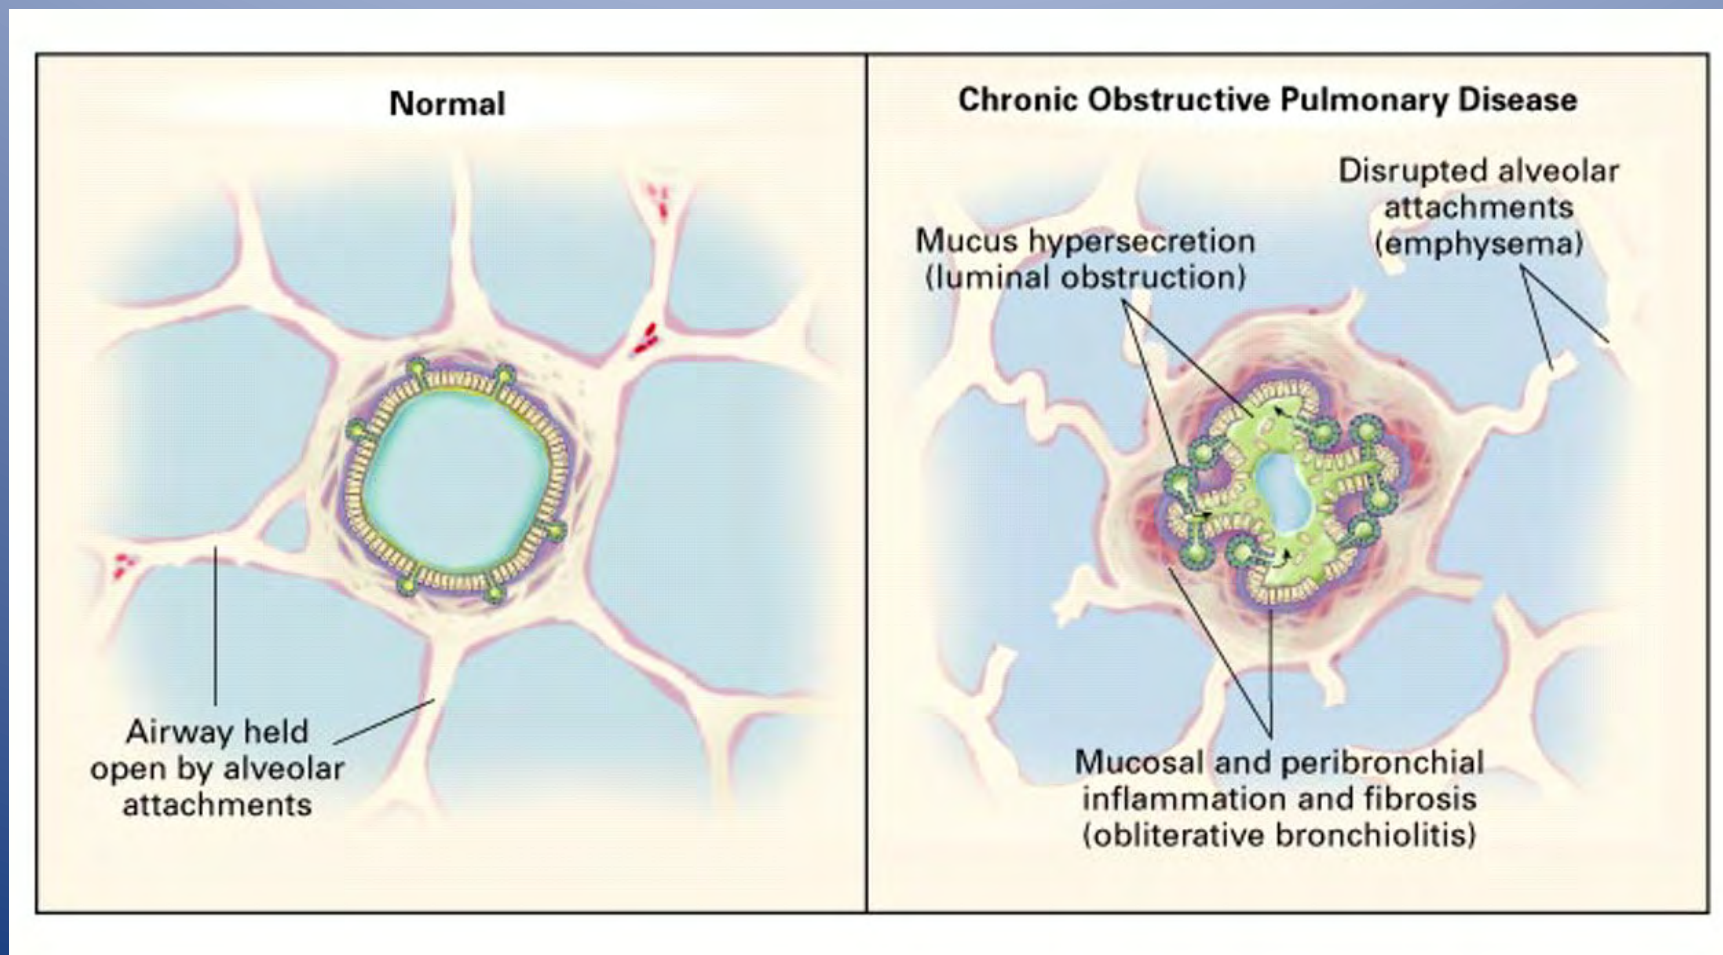 Normal
Airway held
open by alveolar
attachments
Chronic Obstructive Pulmonary Disease
Disrupted alveolar
attachments
(emphysema)
Mucus hypersecretion
(luminal obstruction)
Mucosal and peribronchial
inflammation and fibrosis
(obliterative bronchiolitis)